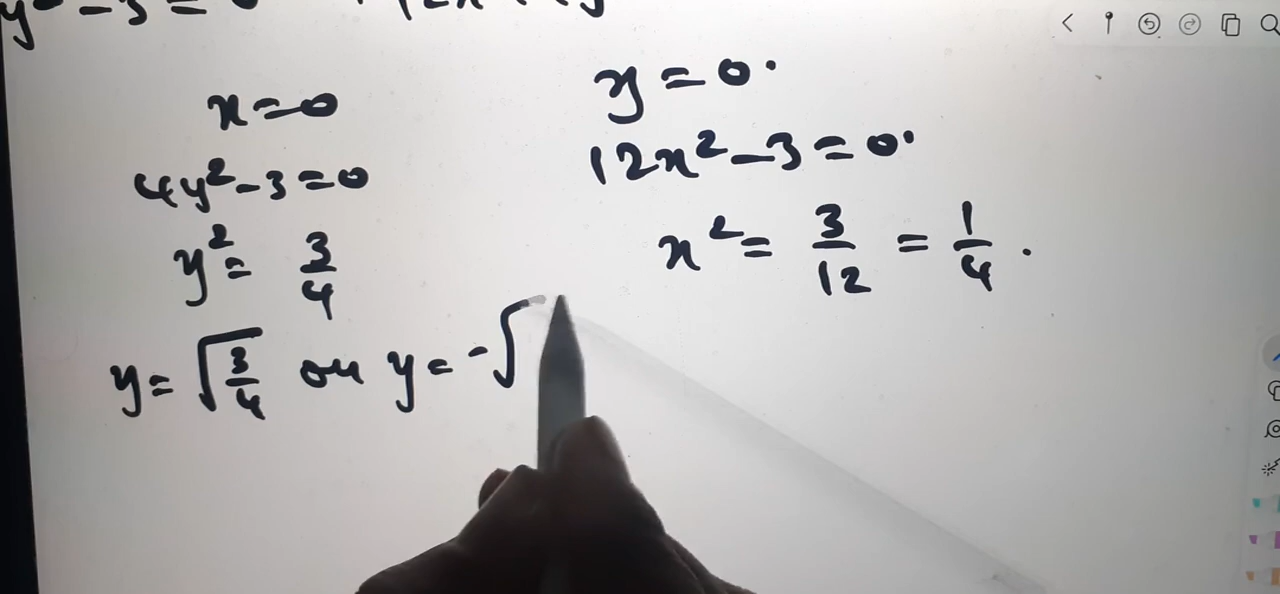 x=0
4y²-3=0
y²= 3/4
y= √3/4 ou y= -√
y=0.
12x²-3=0.
x²= 3/12 = 1/4.